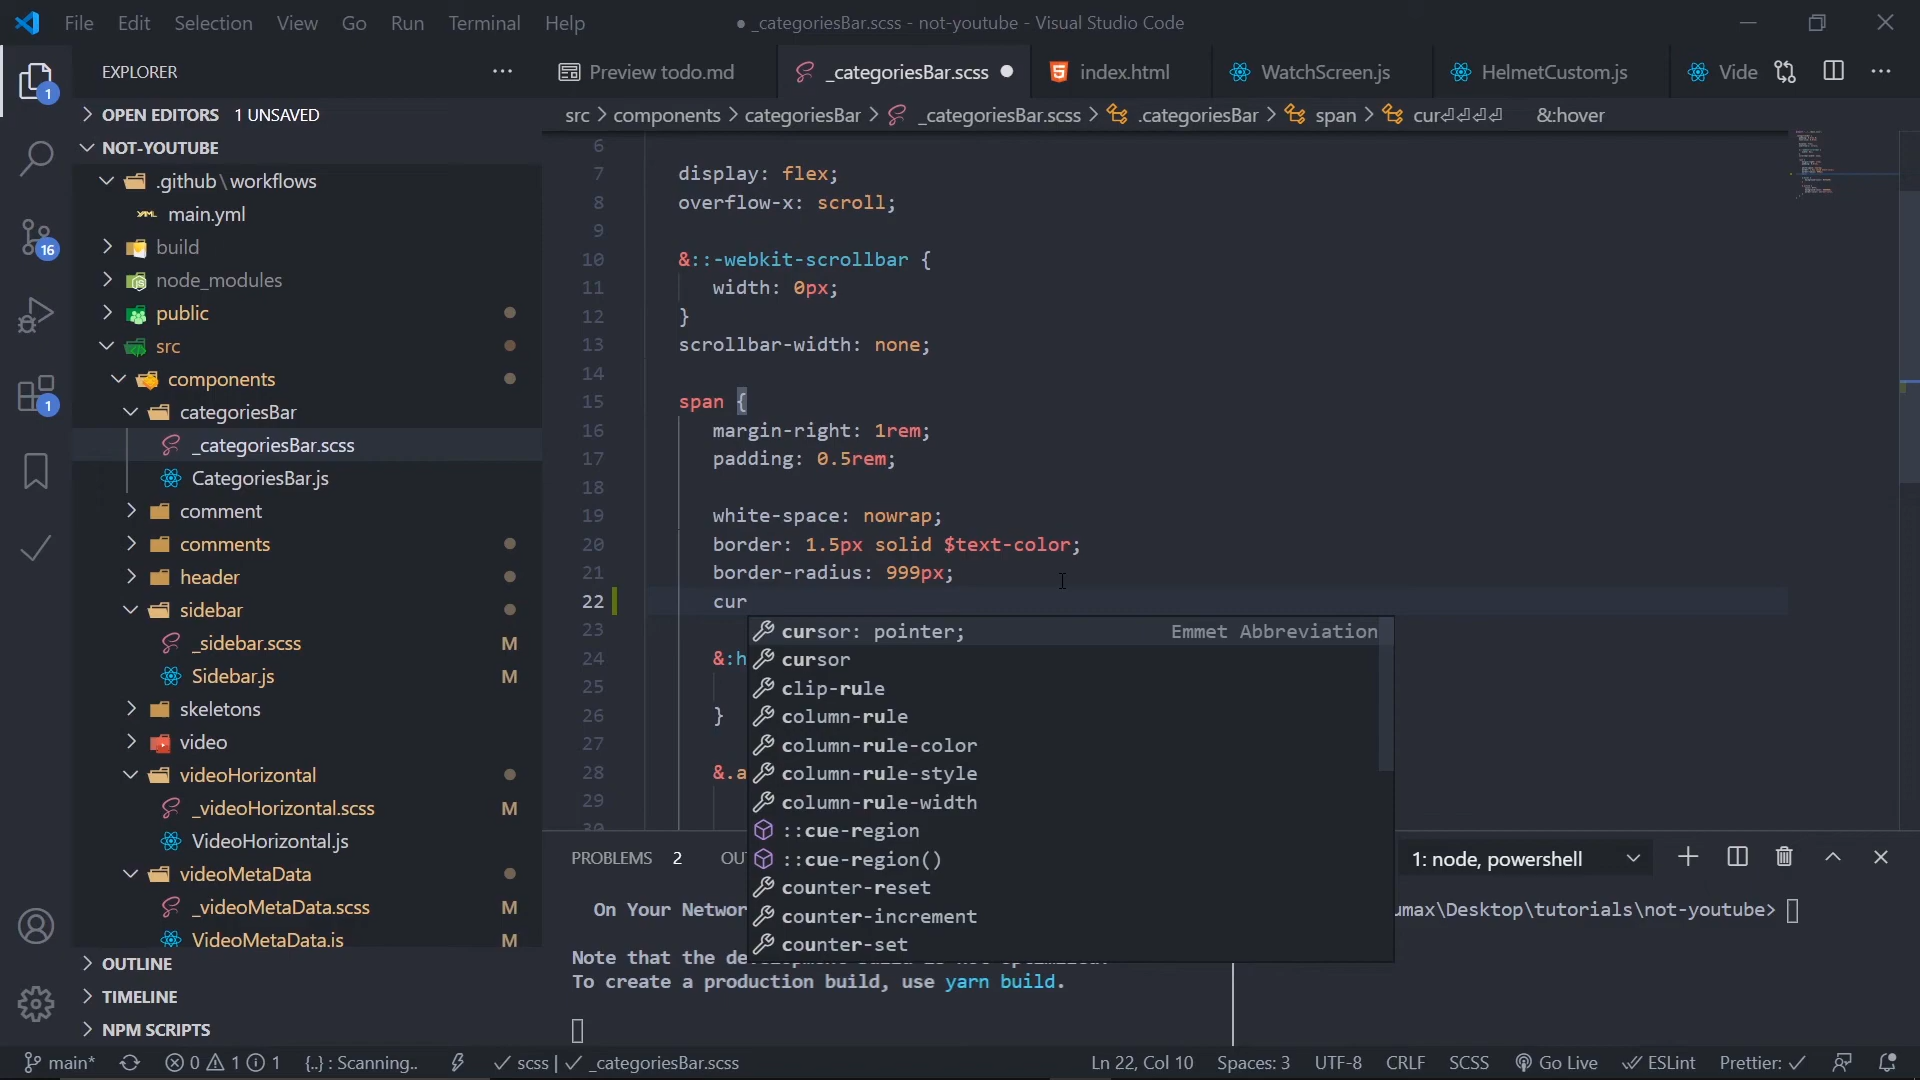 File Edit Selection View Go Run Terminal Help
● _categoriesBar.scss - not-youtube - Visual Studio Code
EXPLORER
Preview todo.md
_categoriesBar.scss
index.html
WatchScreen.js
HelmetCustom.js
Vide
1
OPEN EDITORS 1 UNSAVED
src > components > categoriesBar > _categoriesBar.scss > .categoriesBar > span > cur⏎⏎⏎⏎ &:hover
NOT-YOUTUBE
.github\workflows
main.yml
build
node_modules
public
src
components
categoriesBar
_categoriesBar.scss
CategoriesBar.js
comment
comments
header
sidebar
_sidebar.scss M
Sidebar.js M
skeletons
video
videoHorizontal
_videoHorizontal.scss M
VideoHorizontal.js
videoMetaData
_videoMetaData.scss M
VideoMetaData.js M
OUTLINE
TIMELINE
NPM SCRIPTS
16
1
6
7 display: flex;
8 overflow-x: scroll;
9
10 &::-webkit-scrollbar {
11 width: 0px;
12 }
13 scrollbar-width: none;
14
15 span {
16 margin-right: 1rem;
17 padding: 0.5rem;
18
19 white-space: nowrap;
20 border: 1.5px solid $text-color;
21 border-radius: 999px;
22 cur
23
24 &:h
25
26 }
27
28 &.a
29
30
cursor: pointer; Emmet Abbreviation
cursor
clip-rule
column-rule
column-rule-color
column-rule-style
column-rule-width
::cue-region
::cue-region()
counter-reset
counter-increment
counter-set
PROBLEMS 2 OU
1: node, powershell
On Your Networ
umax\Desktop\tutorials\not-youtube>
Note that the de
To create a production build, use yarn build.
main* 0 1 1 {..} : Scanning.. scss | _categoriesBar.scss
Ln 22, Col 10 Spaces: 3 UTF-8 CRLF SCSS Go Live ESLint Prettier: ✓